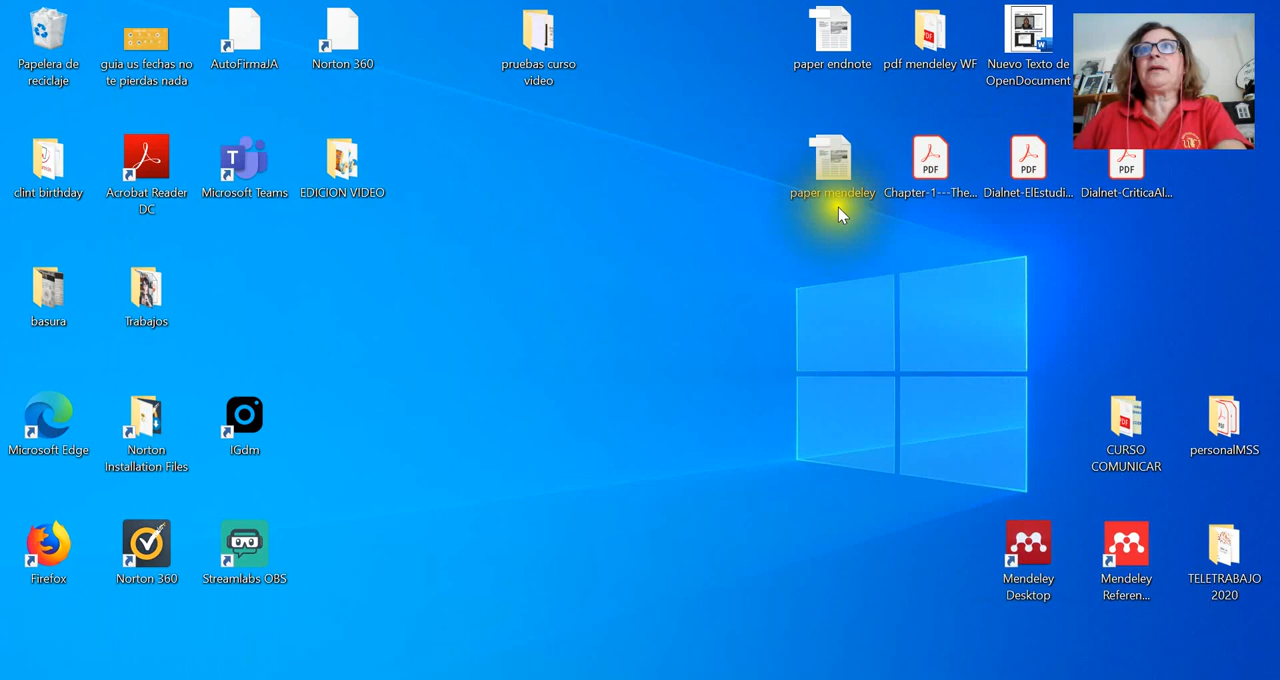 Papelera de
reciclaje
guia us fechas no
te pierdas nada
AutoFirmaJA
Norton 360
pruebas curso
video
paper endnote
pdf mendeley WF
Nuevo Texto de
OpenDocument
clint birthday
Acrobat Reader
DC
Microsoft Teams
EDICION VIDEO
paper mendeley
PDF
Chapter-1---The...
PDF
Dialnet-ElEstudi...
PDF
Dialnet-CriticaAl...
basura
Trabajos
Microsoft Edge
Norton
Installation Files
IGdm
CURSO
COMUNICAR
personalMSS
Firefox
Norton 360
Streamlabs OBS
Mendeley
Desktop
Mendeley
Referen...
TELETRABAJO
2020